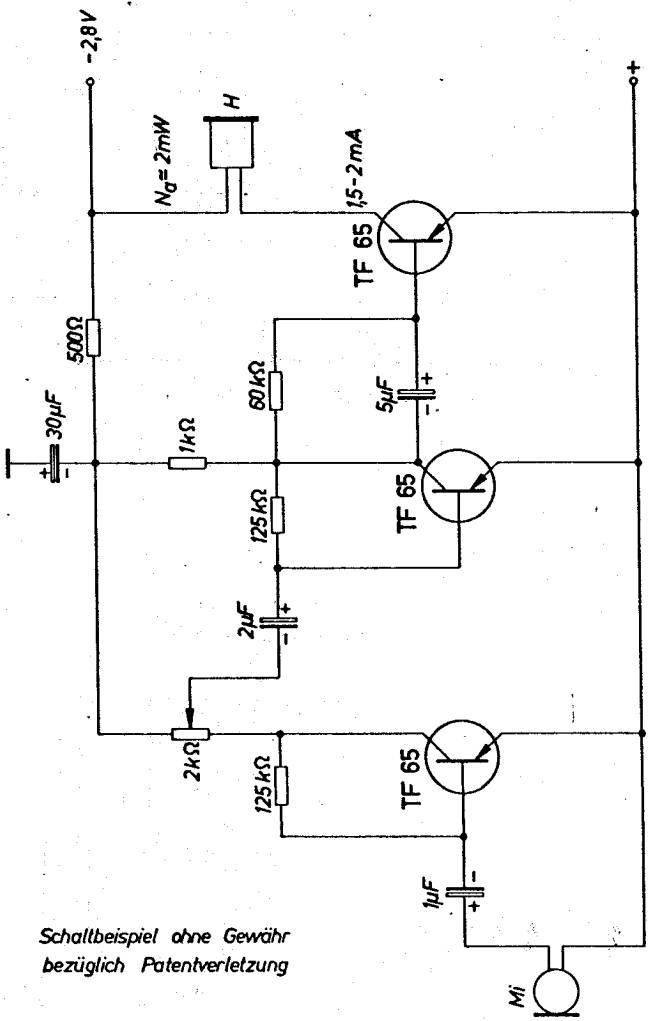 -2,8V
Nₐ=2mW
H
1,5-2mA
TF 65
+
500Ω
60kΩ
5µF
- +
30µF
+ -
1kΩ
125kΩ
TF 65
2µF
- +
2kΩ
125kΩ
TF 65
1µF
+ -
Mi
Schaltbeispiel ohne Gewähr
bezüglich Patentverletzung